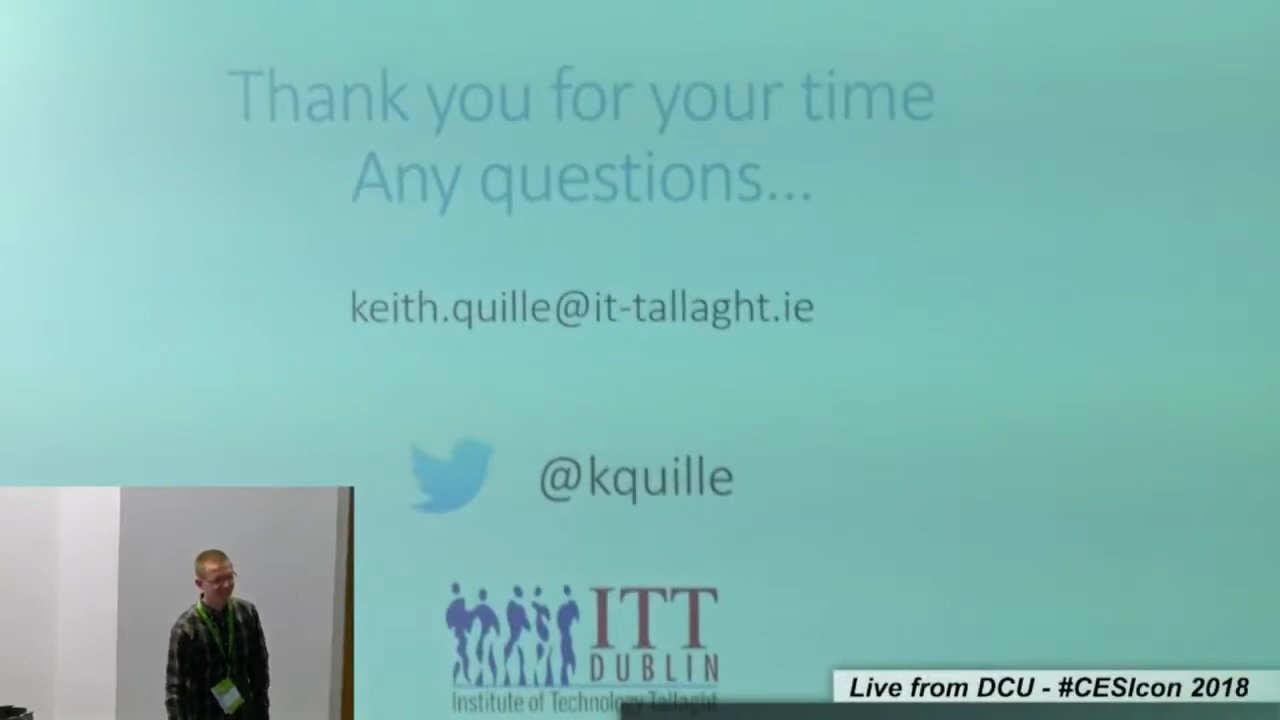 Thank you for your time
Any questions...
keith.quille@it-tallaght.ie
@kquille
ITT
DUBLIN
Institute of Technology Tallaght
Live from DCU - #CESIcon 2018